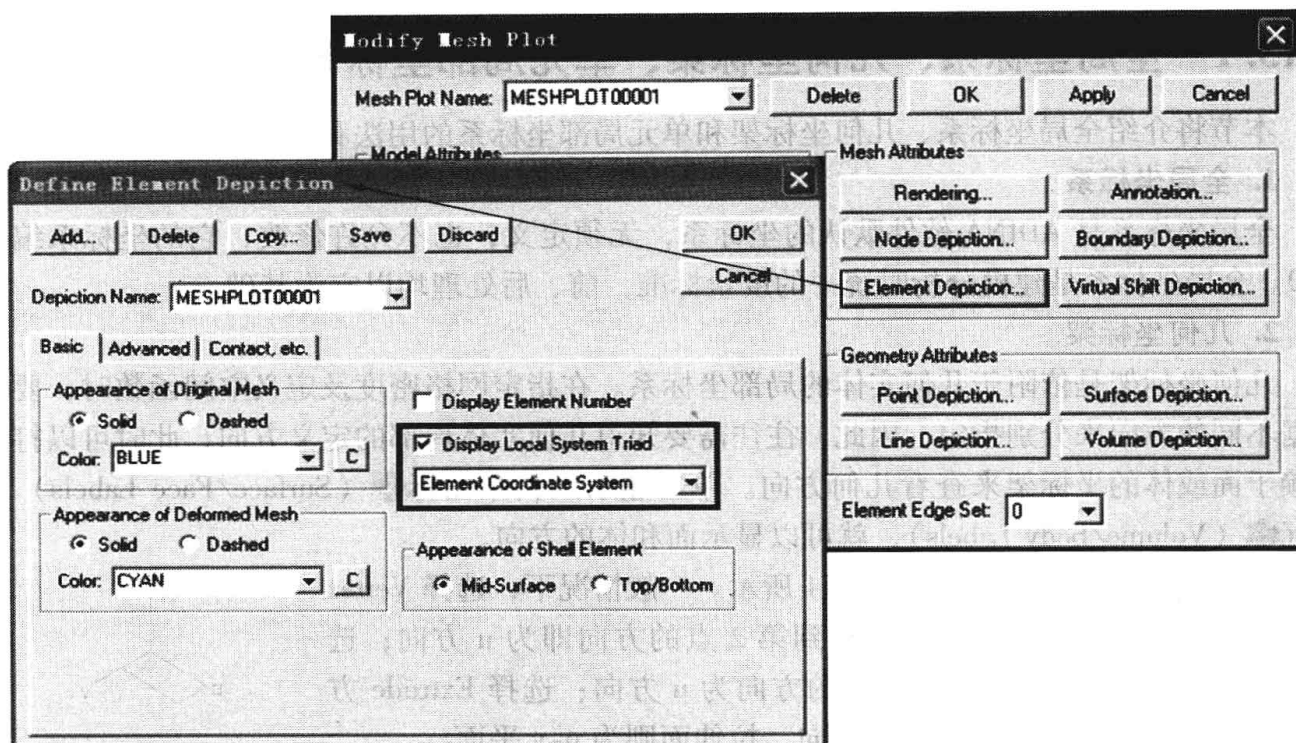 Modify Mesh Plot
Mesh Plot Name: MESHPLOT00001 Delete OK Apply Cancel
Model Attributes
Mesh Attributes
Rendering... Annotation...
Node Depiction... Boundary Depiction...
Element Depiction... Virtual Shift Depiction...
Geometry Attributes
Point Depiction... Surface Depiction...
Line Depiction... Volume Depiction...
Element Edge Set: 0
Define Element Depiction
Add... Delete Copy... Save Discard OK
Cancel
Depiction Name: MESHPLOT00001
Basic Advanced Contact, etc.
Appearance of Original Mesh
Solid Dashed
Color: BLUE C
Display Element Number
Display Local System Triad
Element Coordinate System
Appearance of Deformed Mesh
Solid Dashed
Color: CYAN C
Appearance of Shell Element
Mid-Surface Top/Bottom